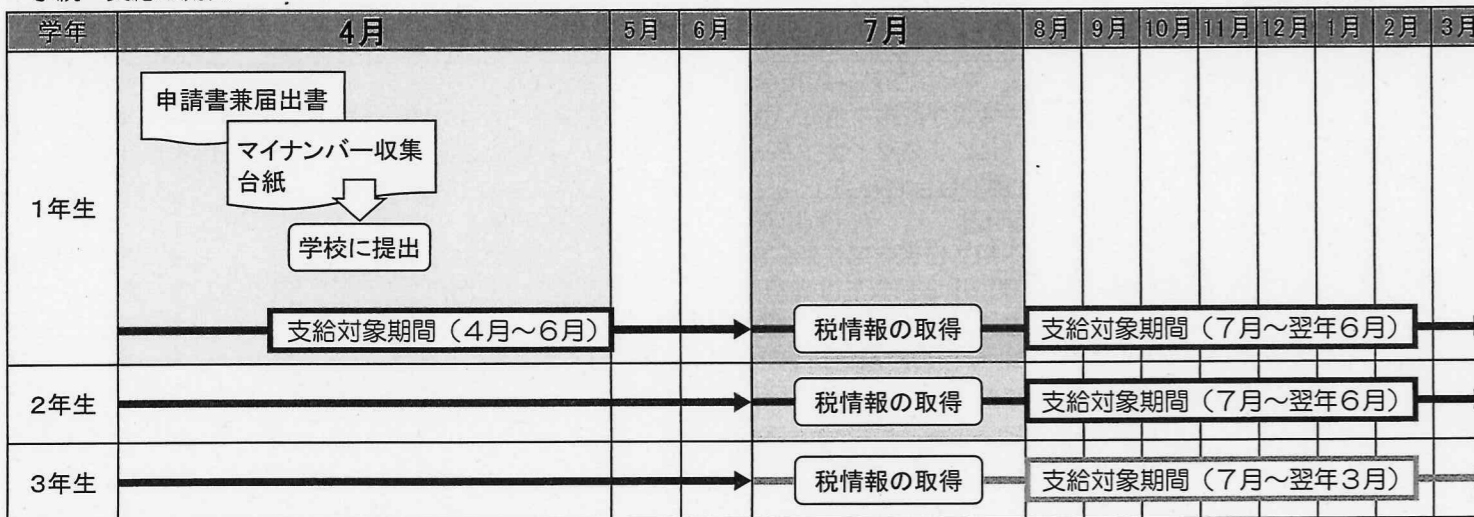 学年 4月 5月 6月 7月 8月 9月 10月 11月 12月 1月 2月 3月
申請書兼届出書
マイナンバー収集
台紙
1年生
学校に提出
支給対象期間（4月～6月） 税情報の取得 支給対象期間（7月～翌年6月）
2年生 税情報の取得 支給対象期間（7月～翌年6月）
3年生 税情報の取得 支給対象期間（7月～翌年3月）